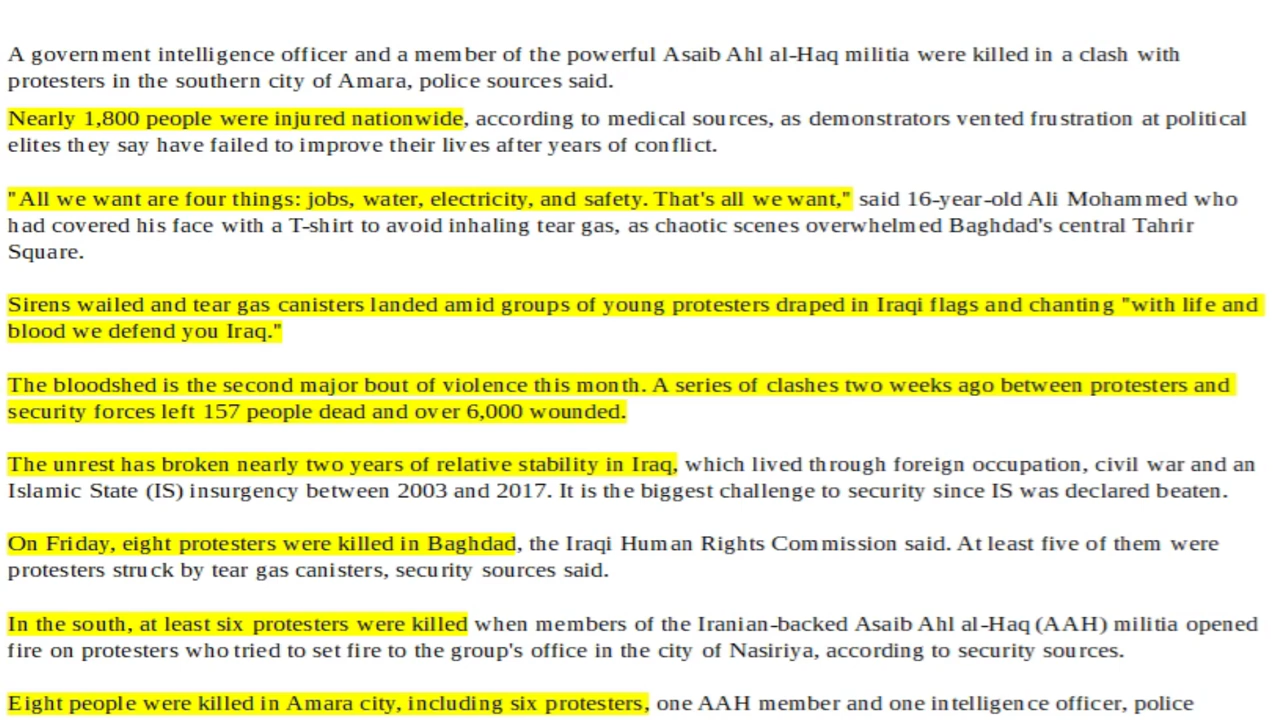 A government intelligence officer and a member of the powerful Asaib Ahl al-Haq militia were killed in a clash with
protesters in the southern city of Amara, police sources said.
Nearly 1,800 people were injured nationwide, according to medical sources, as demonstrators vented frustration at political
elites they say have failed to improve their lives after years of conflict.
"All we want are four things: jobs, water, electricity, and safety. That's all we want," said 16-year-old Ali Mohammed who
had covered his face with a T-shirt to avoid inhaling tear gas, as chaotic scenes overwhelmed Baghdad's central Tahrir
Square.
Sirens wailed and tear gas canisters landed amid groups of young protesters draped in Iraqi flags and chanting "with life and
blood we defend you Iraq."
The bloodshed is the second major bout of violence this month. A series of clashes two weeks ago between protesters and
security forces left 157 people dead and over 6,000 wounded.
The unrest has broken nearly two years of relative stability in Iraq, which lived through foreign occupation, civil war and an
Islamic State (IS) insurgency between 2003 and 2017. It is the biggest challenge to security since IS was declared beaten.
On Friday, eight protesters were killed in Baghdad, the Iraqi Human Rights Commission said. At least five of them were
protesters struck by tear gas canisters, security sources said.
In the south, at least six protesters were killed when members of the Iranian-backed Asaib Ahl al-Haq (AAH) militia opened
fire on protesters who tried to set fire to the group's office in the city of Nasiriya, according to security sources.
Eight people were killed in Amara city, including six protesters, one AAH member and one intelligence officer, police